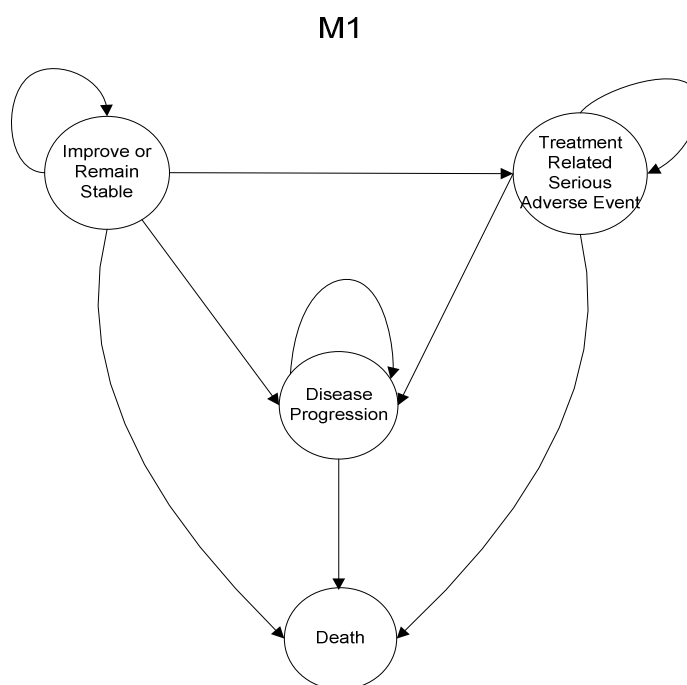 M1
Improve or
Remain
Stable
Treatment
Related
Serious
Adverse Event
Disease
Progression
Death